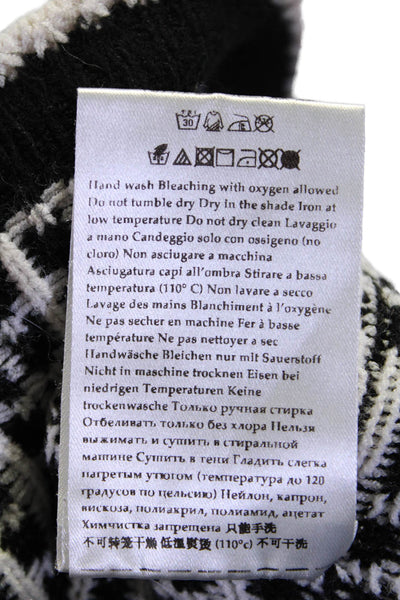 30
Hand wash Bleaching with oxygen allowed
Do not tumble dry Dry in the shade Iron at
low temperature Do not dry clean Lavaggio
a mano Candeggio solo con ossigeno (no
cloro) Non asciugare a macchina
Asciugatura capi all'ombra Stirare a bassa
temperatura (110° C) Non lavare a secco
Lavage des mains Blanchiment à l'oxygène
Ne pas secher en machine Fer à basse
température Ne pas nettoyer a sec
Handwäsche Bleichen nur mit Sauerstoff
Nicht in maschine trocknen Eisen bei
niedrigen Temperaturen Keine
trockenwasche Только ручная стирка
Отбеливать только без хлора Нельзя
выжимать и сушить в стиральной
машине Сушить в тени Гладить слегка
нагретым утюгом (температура до 120
градусов по цельсию) Нейлон, капрон,
вискоза, полиакрил, полиамид, ацетат
Химчистка запрещена 只能手洗
不可转笼干燥 低温熨烫 (110°c) 不可干洗